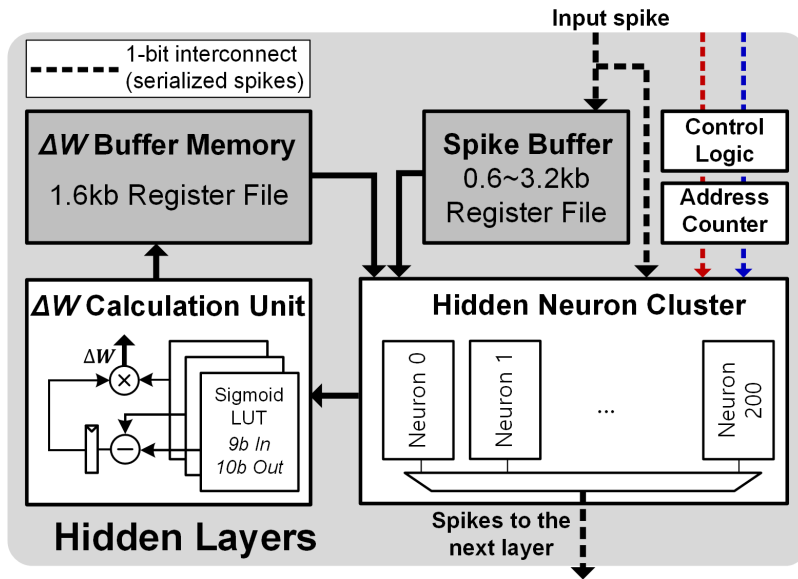 Input spike
1-bit interconnect
(serialized spikes)
ΔW Buffer Memory
1.6kb Register File
Spike Buffer
0.6~3.2kb
Register File
Control
Logic
Address
Counter
ΔW Calculation Unit
ΔW
Sigmoid
LUT
9b In
10b Out
Hidden Neuron Cluster
Neuron 0
Neuron 1
...
Neuron
200
Spikes to the
next layer
Hidden Layers